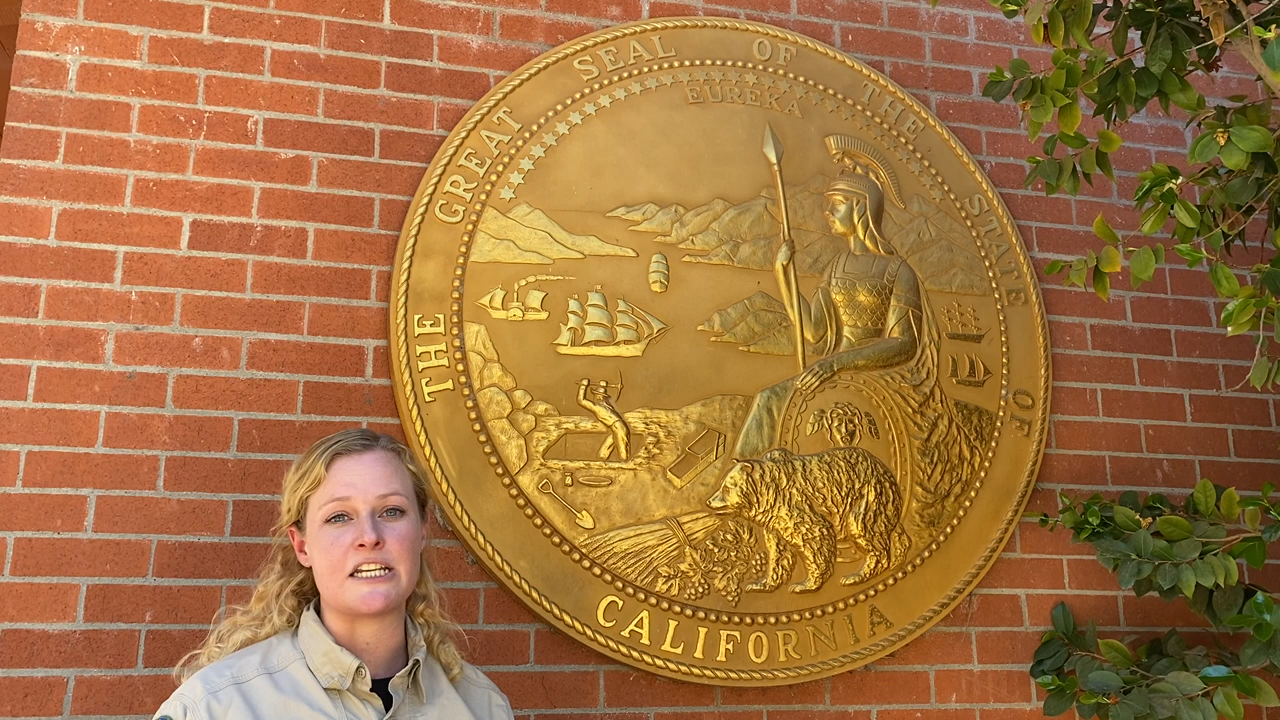 THE GREAT SEAL OF THE STATE OF CALIFORNIA
EUREKA